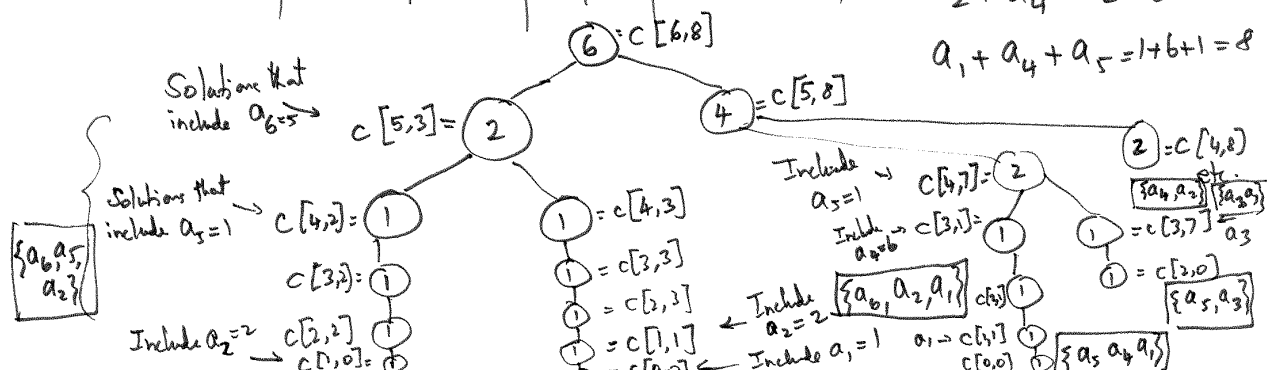 6 = C[6,8]
a₁ + a₄ + a₅ = 1+6+1 = 8
Solutions that
include a₆=5
C[5,3] = 2
4 = C[5,8]
2 = C[4,8]
etc.
{a₄,a₂}
Include
a₅=1
C[4,7] = 2
Solutions that
include a₅=1
C[4,2] = 1
1 = C[4,3]
Include
a₄=6
C[3,1] = 1
1 = C[3,7]
a₃
{a₆,a₅,
a₂}
C[3,2] = 1
1 = C[3,3]
1 = C[2,0]
{a₅,a₃}
1 = C[2,3]
Include
a₂=2
{a₆,a₂,a₁}
1
Include a₂=2
C[2,2] 1
1 = C[1,1]
a₁ → C[1,1] 1
C[1,0] = 1
Include a₁=1
C[0,0] 1
{a₅ a₄ a₁}